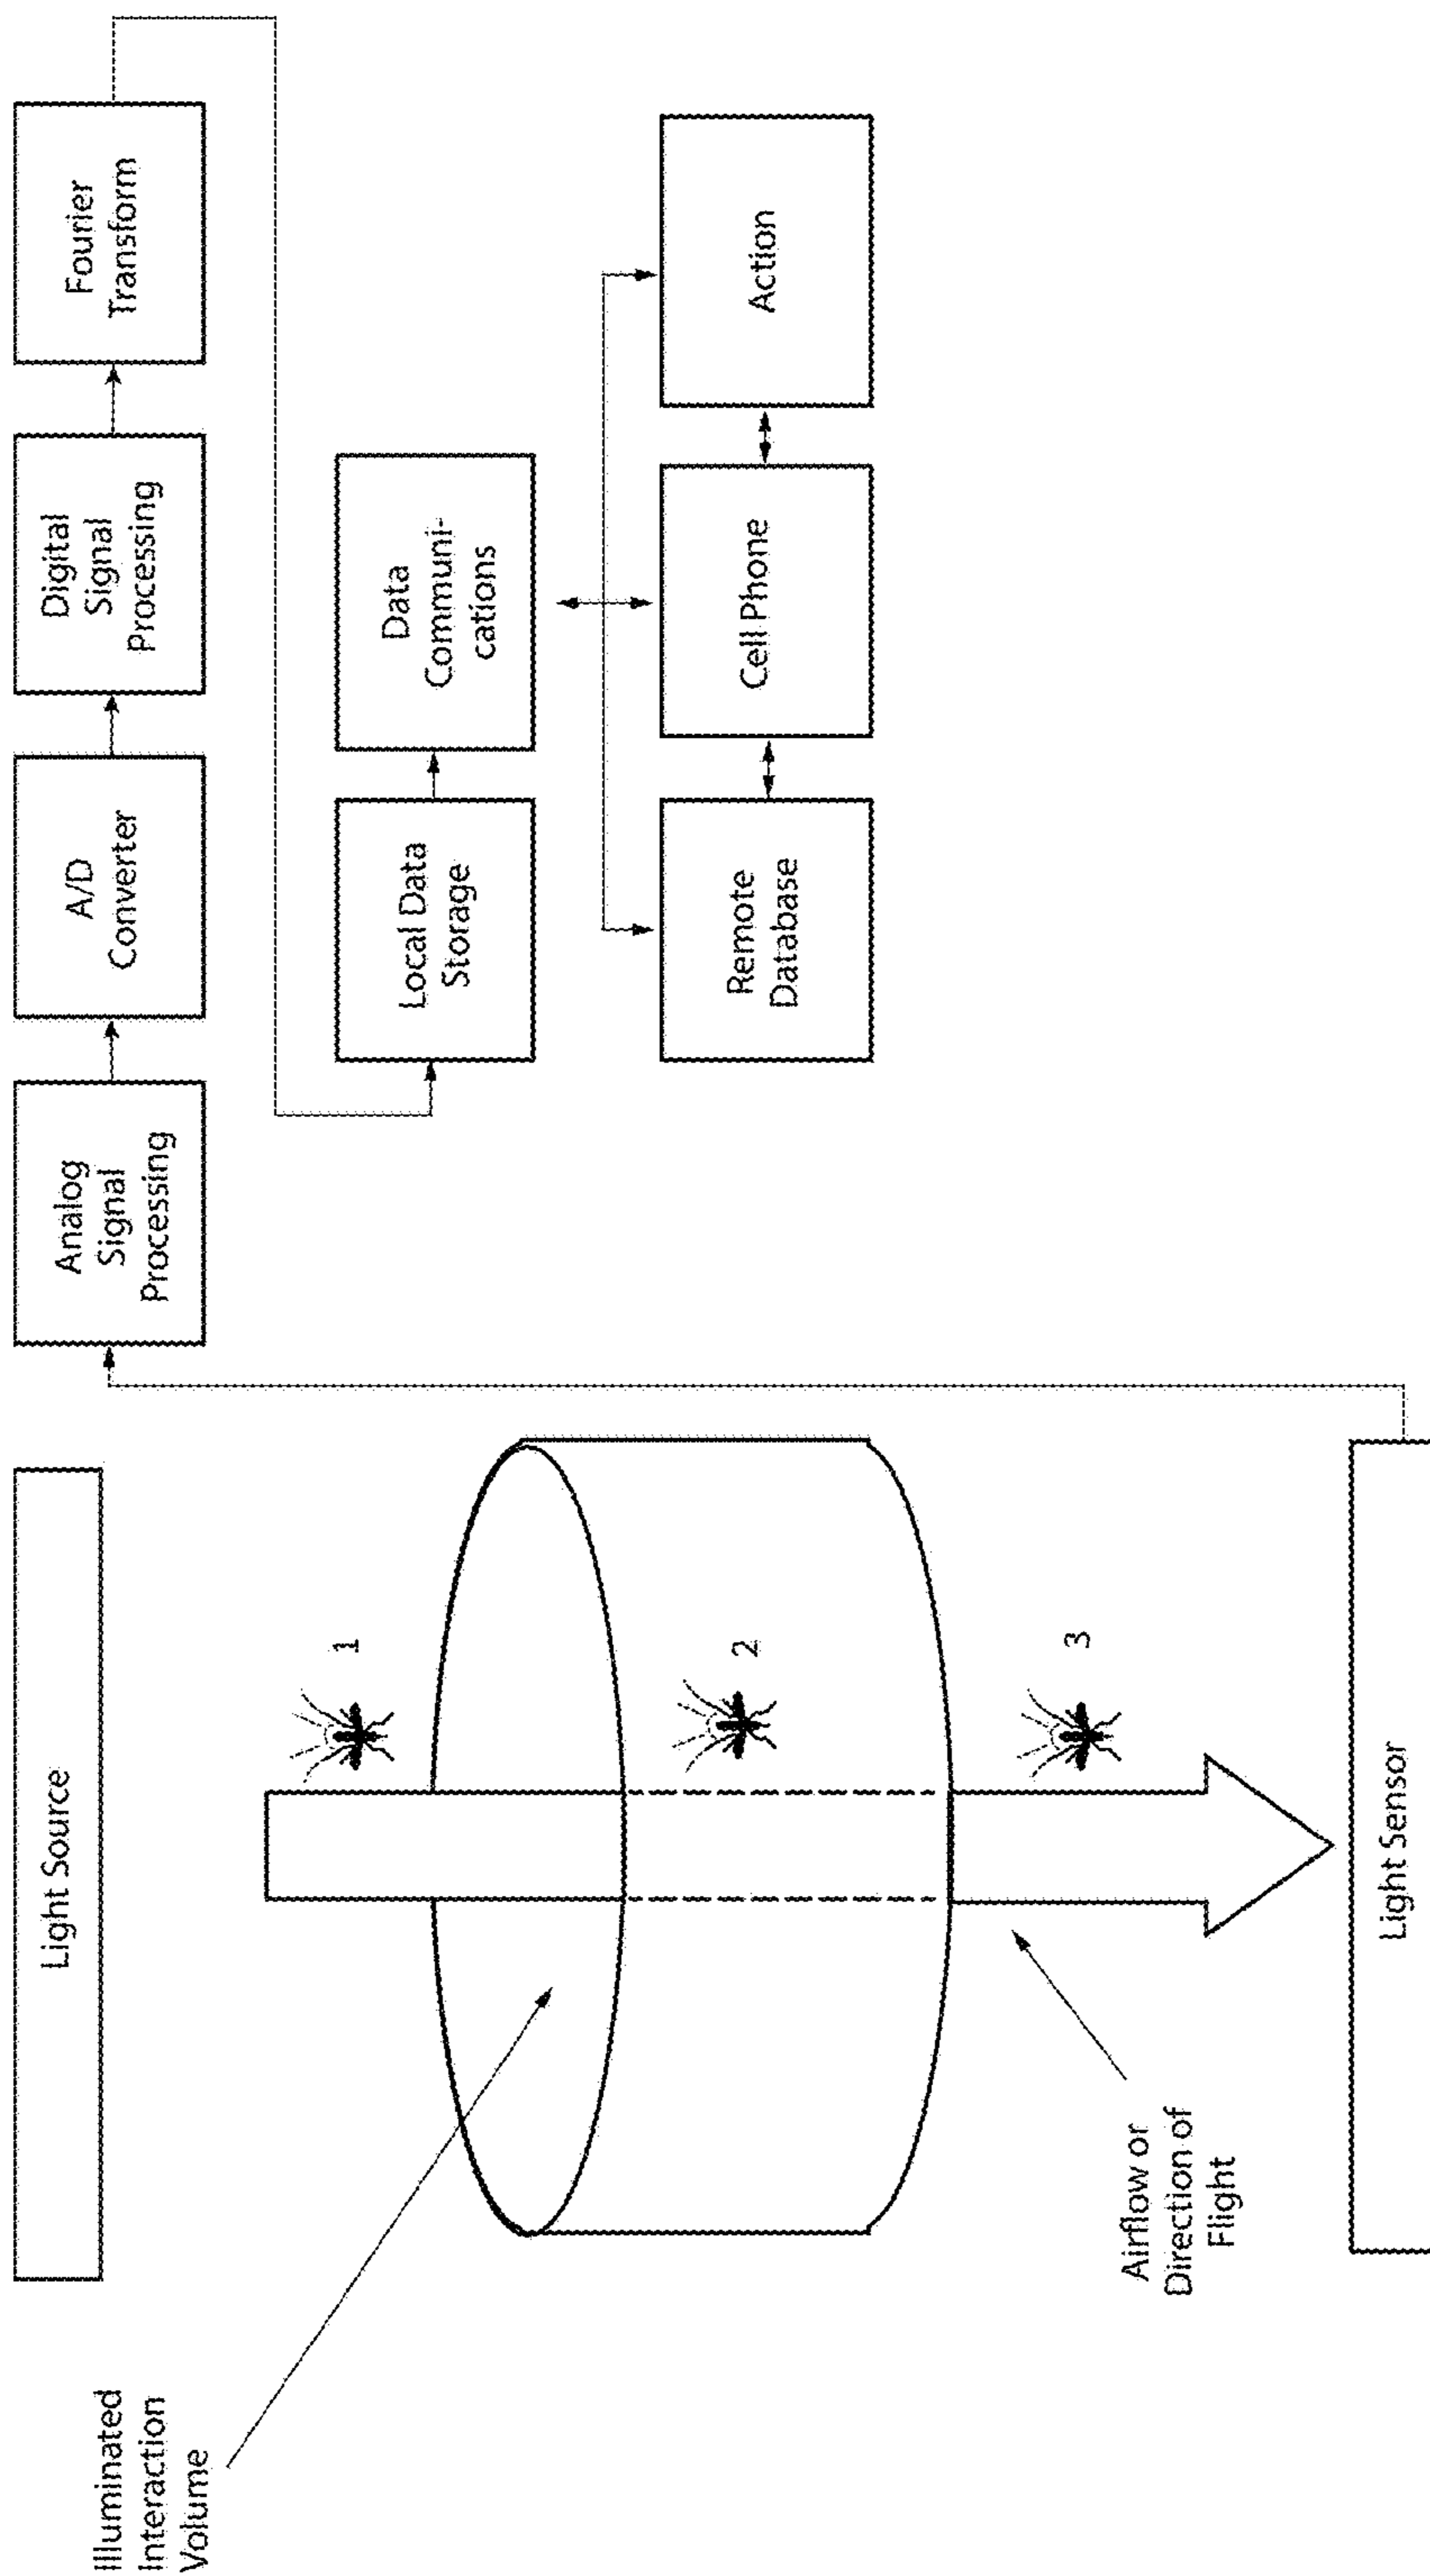 Light Source
Illuminated
Interaction
Volume
1
2
3
Airflow or
Direction of
Flight
Light Sensor
Analog
Signal
Processing
A/D
Converter
Digital
Signal
Processing
Fourier
Transform
Local Data
Storage
Data
Communi-
cations
Remote
Database
Cell Phone
Action